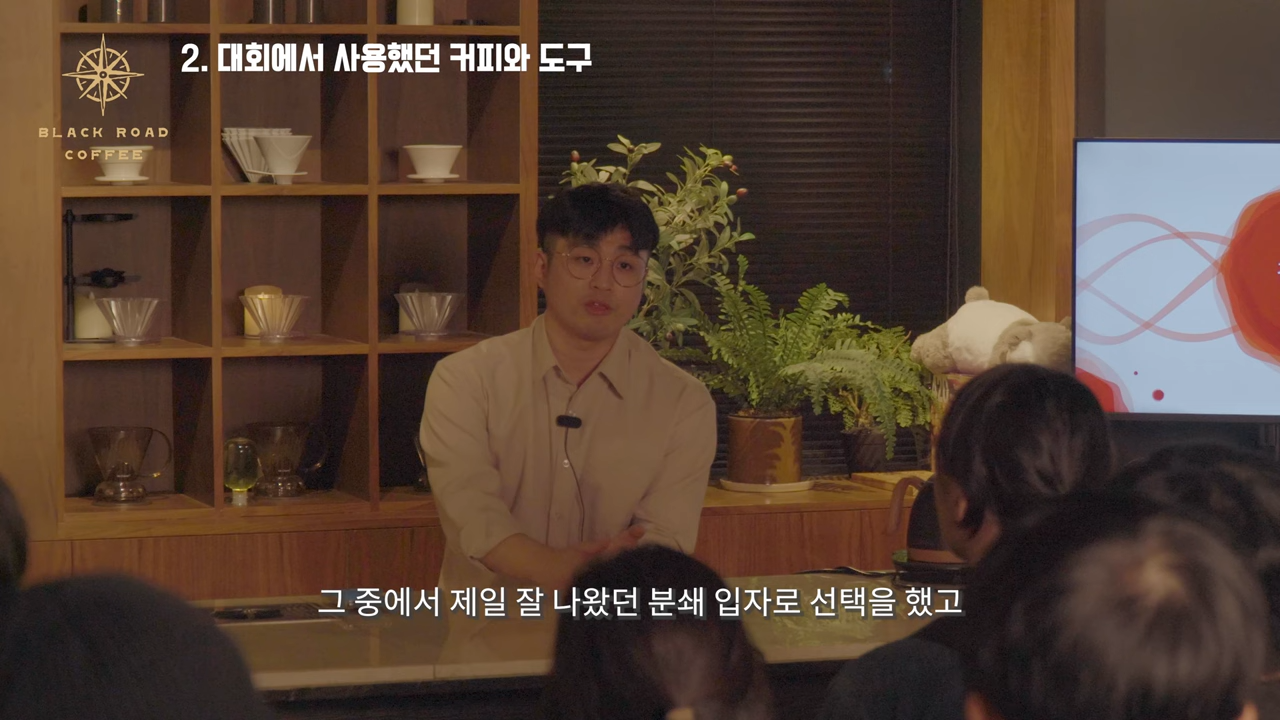 2. 대회에서 사용했던 커피와 도구
BLACK ROAD
COFFEE
그 중에서 제일 잘 나왔던 분쇄 입자로 선택을 했고